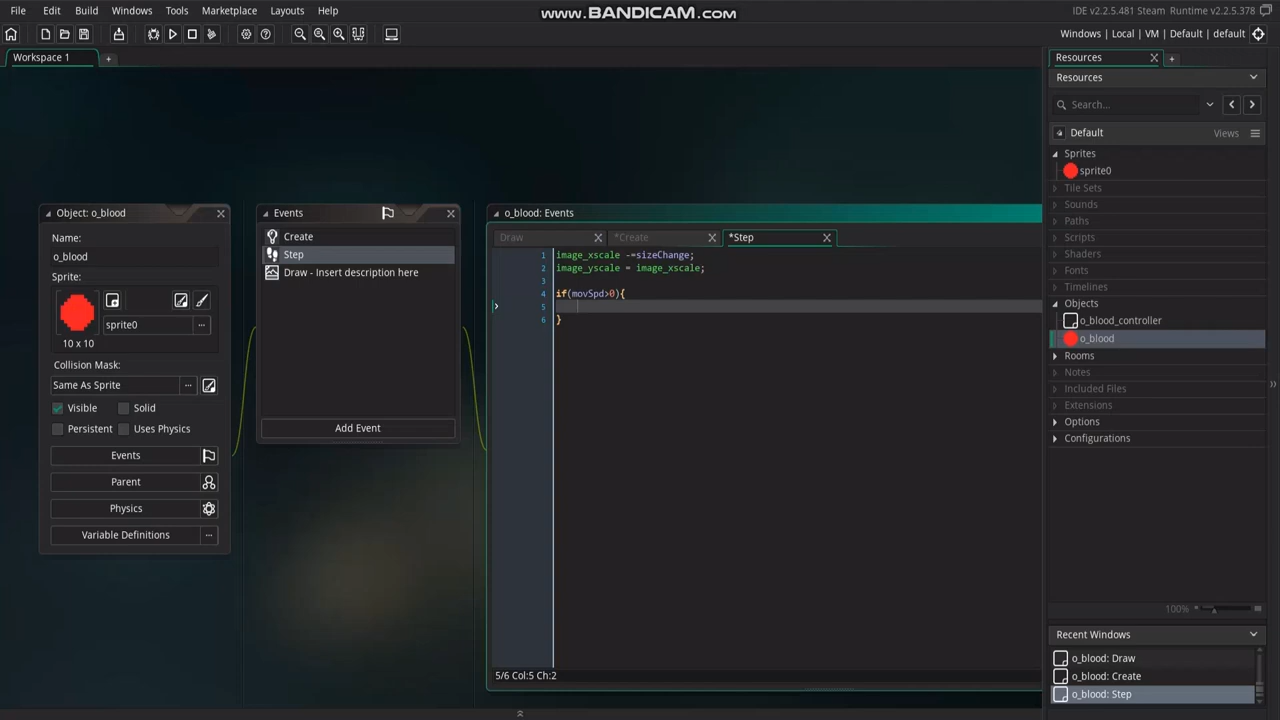 File Edit Build Windows Tools Marketplace Layouts Help
www.BANDICAM.com
IDE v2.2.5.481 Steam Runtime v2.2.5.378
Windows | Local | VM | Default | default
Workspace 1
+
Object: o_blood
Name:
o_blood
Sprite:
sprite0
...
10 x 10
Collision Mask:
Same As Sprite
...
Visible
Solid
Persistent
Uses Physics
Events
Parent
Physics
Variable Definitions
...
Events
Create
Step
Draw - Insert description here
Add Event
o_blood: Events
Draw
*Create
*Step
1 image_xscale -=sizeChange;
2 image_yscale = image_xscale;
3
4 if(movSpd>0){
5
6 }
5/6 Col:5 Ch:2
Resources
+
Resources
Search...
Default
Views
Sprites
sprite0
Tile Sets
Sounds
Paths
Scripts
Shaders
Fonts
Timelines
Objects
o_blood_controller
o_blood
Rooms
Notes
Included Files
Extensions
Options
Configurations
100%
Recent Windows
o_blood: Draw
o_blood: Create
o_blood: Step